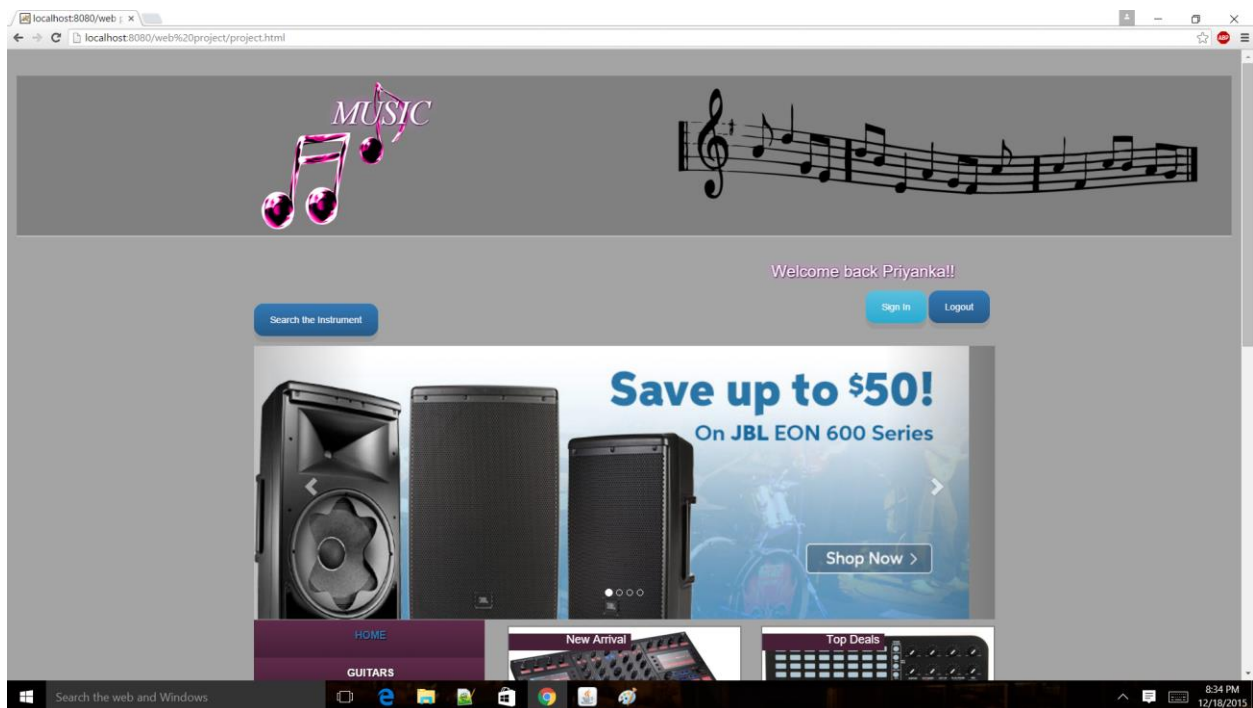 localhost:8080/web p
localhost:8080/web%20project/project.html
ABP
MUSIC
Welcome back Priyanka!!
Sign In
Logout
Search the Instrument
Save up to $50!
On JBL EON 600 Series
Shop Now >
HOME
New Arrival
Top Deals
GUITARS
Search the web and Windows
8:34 PM
12/18/2015